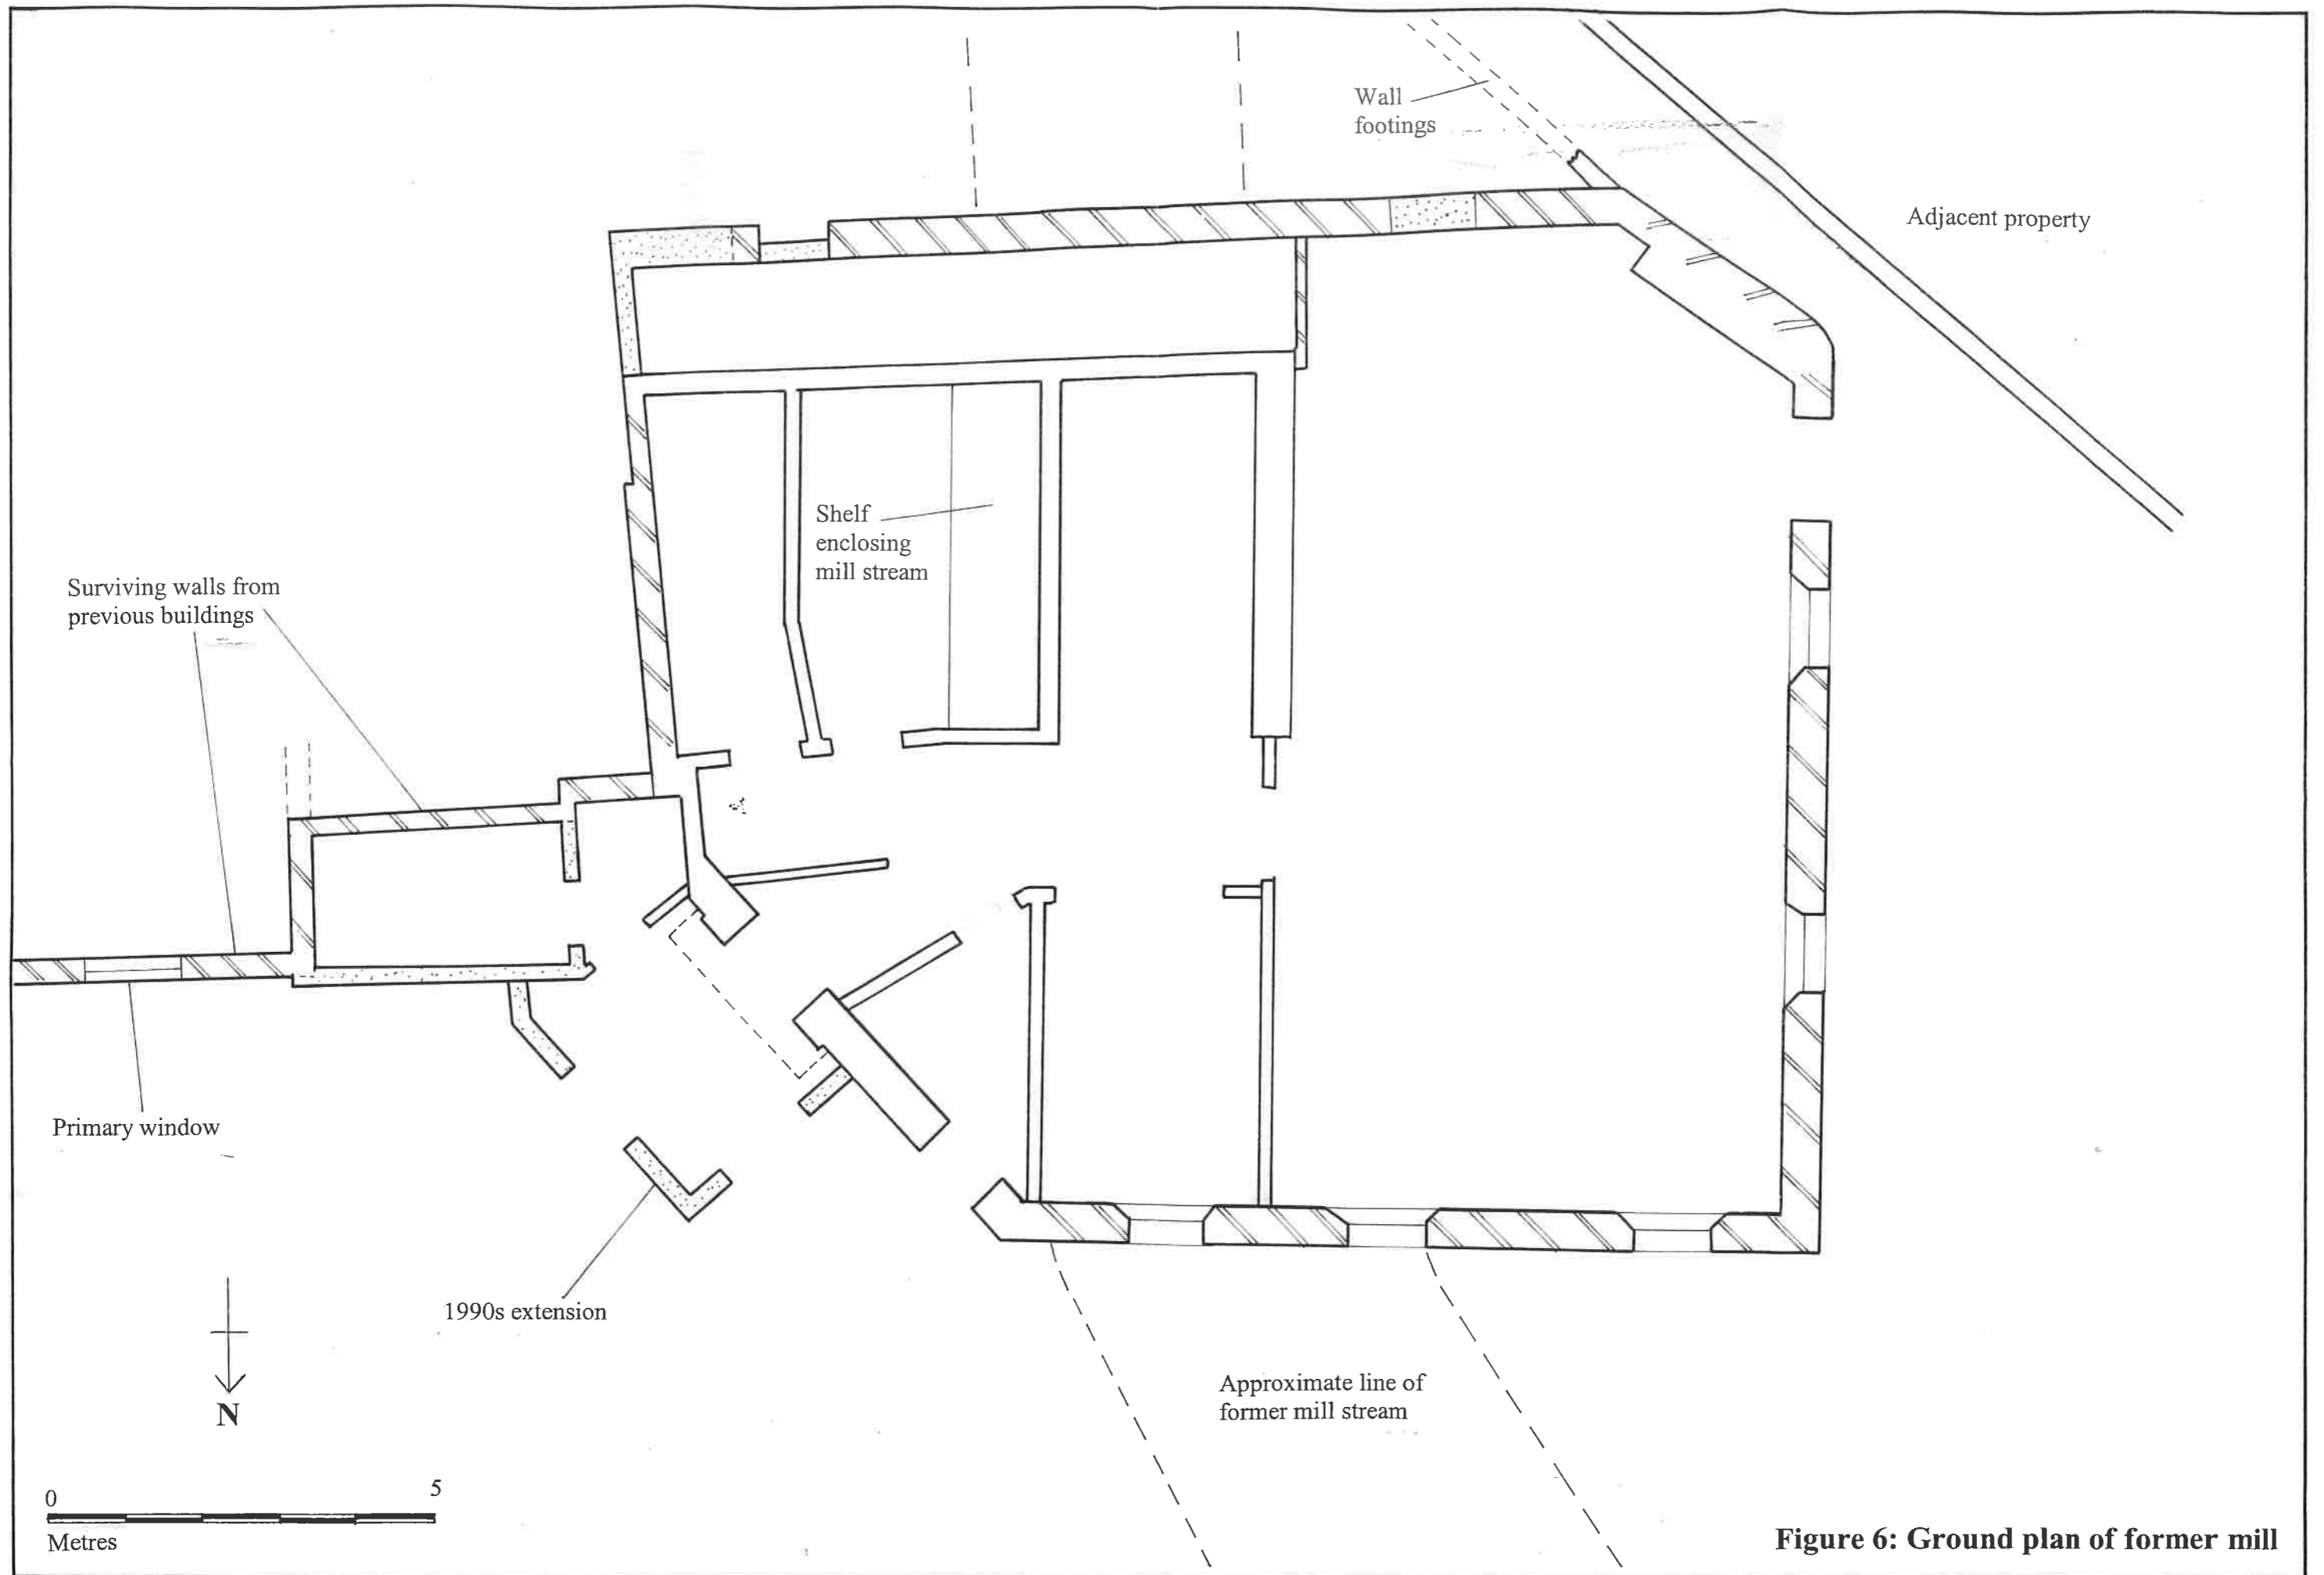 Wall
footings
Adjacent property
Shelf
enclosing
mill stream
Surviving walls from
previous buildings
Primary window
1990s extension
Approximate line of
former mill stream
N
0 5
Metres
Figure 6: Ground plan of former mill